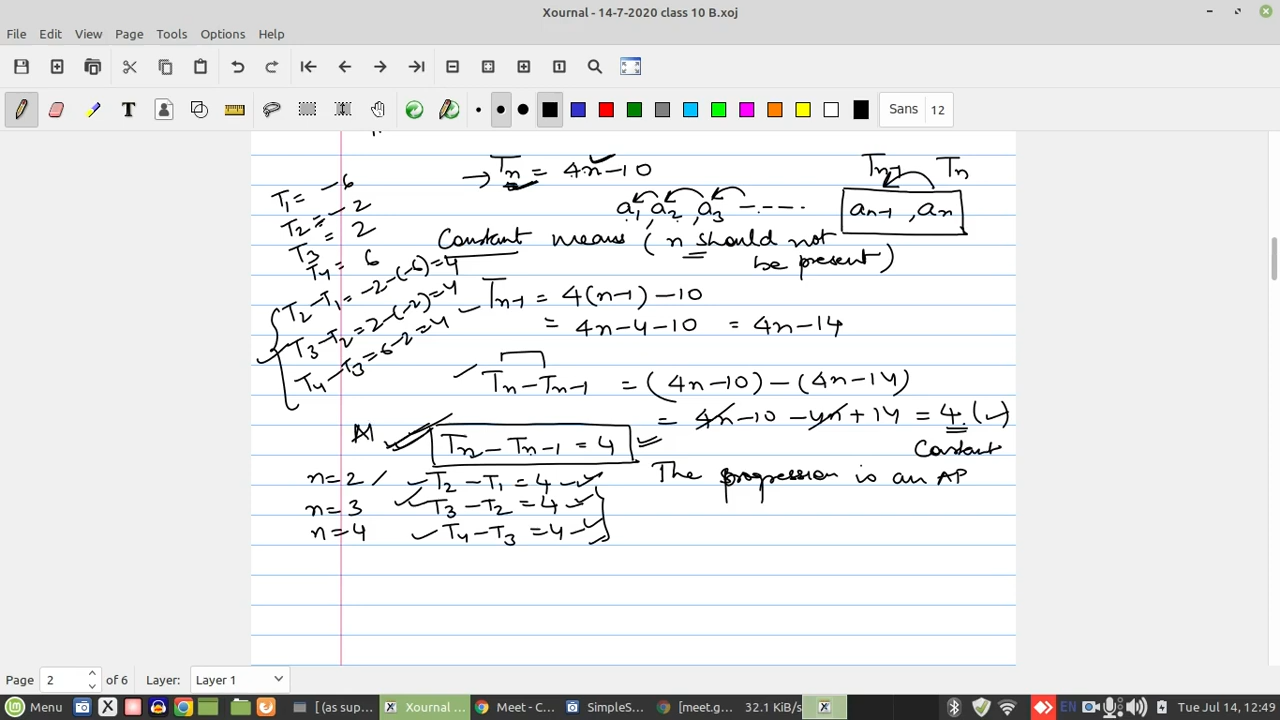 Xournal - 14-7-2020 class 10 B.xoj
File Edit View Page Tools Options Help
Sans 12
→ Tn = 4n-10
Tn-1 Tn
a1, a2, a3 ------
an-1, an
T1 = -6
T2 = -2
T3 = 2
T4 = 6
Constant means (n should not
be present)
T2-T1 = -2-(-6)=4
T3-T2 = 2-(-2)=4
T4-T3 = 6-2=4
Tn-1 = 4(n-1)-10
= 4n-4-10 = 4n-14
Tn-Tn-1 = (4n-10)-(4n-14)
= 4n-10-4n+14 = 4. (✓)
Constant
Tn-Tn-1 = 4
The progression is an AP
n=2 T2-T1=4
n=3 T3-T2=4
n=4 T4-T3=4
Page 2 of 6 Layer: Layer 1
Menu [(as sup... Xournal ... Meet - C... SimpleS... [meet.g... 32.1 K/s EN Tue Jul 14, 12:49